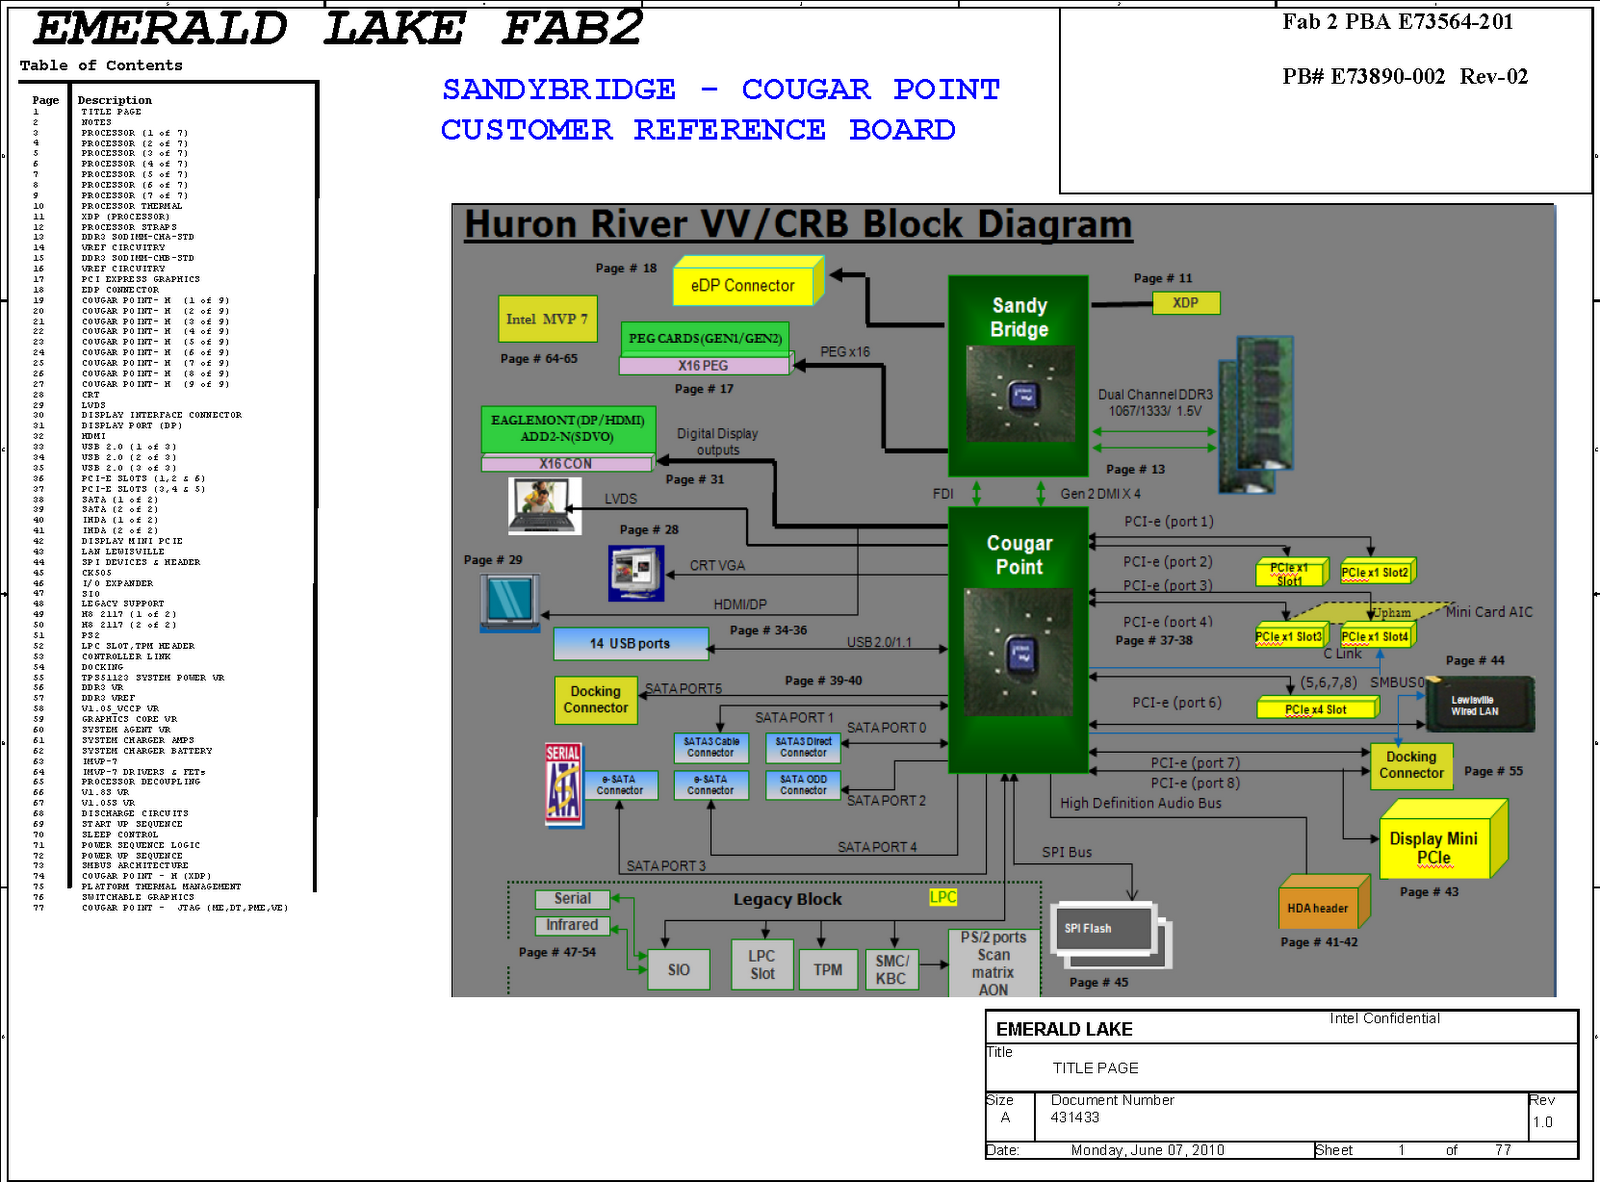 EMERALD LAKE FAB2
Table of Contents
Page Description
1 TITLE PAGE
2 NOTES
3 PROCESSOR (1 of 7)
4 PROCESSOR (2 of 7)
5 PROCESSOR (3 of 7)
6 PROCESSOR (4 of 7)
7 PROCESSOR (5 of 7)
8 PROCESSOR (6 of 7)
9 PROCESSOR (7 of 7)
10 PROCESSOR THERMAL
11 XDP (PROCESSOR)
12 PROCESSOR STRAPS
13 DDR3 SODIMM-CHA-STD
14 VREF CIRCUITRY
15 DDR3 SODIMM-CHB-STD
16 VREF CIRCUITRY
17 PCI EXPRESS GRAPHICS
18 EDP CONNECTOR
19 COUGAR POINT- M (1 of 9)
20 COUGAR POINT- M (2 of 9)
21 COUGAR POINT- M (3 of 9)
22 COUGAR POINT- M (4 of 9)
23 COUGAR POINT- M (5 of 9)
24 COUGAR POINT- M (6 of 9)
25 COUGAR POINT- M (7 of 9)
26 COUGAR POINT- M (8 of 9)
27 COUGAR POINT- M (9 of 9)
28 CRT
29 LVDS
30 DISPLAY INTERFACE CONNECTOR
31 DISPLAY PORT (DP)
32 HDMI
33 USB 2.0 (1 of 3)
34 USB 2.0 (2 of 3)
35 USB 2.0 (3 of 3)
36 PCI-E SLOTS (1,2 & 6)
37 PCI-E SLOTS (3,4 & 5)
38 SATA (1 of 2)
39 SATA (2 of 2)
40 IHDA (1 of 2)
41 IHDA (2 of 2)
42 DISPLAY MINI PCIE
43 LAN LEWISVILLE
44 SPI DEVICES & HEADER
45 CK505
46 I/O EXPANDER
47 SIO
48 LEGACY SUPPORT
49 H8 2117 (1 of 2)
50 H8 2117 (2 of 2)
51 PS2
52 LPC SLOT,TPM HEADER
53 CONTROLLER LINK
54 DOCKING
55 TPS51123 SYSTEM POWER VR
56 DDR3 VR
57 DDR3 VREF
58 V1.05_VCCP VR
59 GRAPHICS CORE VR
60 SYSTEM AGENT VR
61 SYSTEM CHARGER AMPS
62 SYSTEM CHARGER BATTERY
63 IMVP-7
64 IMVP-7 DRIVERS & FETs
65 PROCESSOR DECOUPLING
66 V1.8S VR
67 V1.05S VR
68 DISCHARGE CIRCUITS
69 START UP SEQUENCE
70 SLEEP CONTROL
71 POWER SEQUENCE LOGIC
72 POWER UP SEQUENCE
73 SMBUS ARCHITECTURE
74 COUGAR POINT - M (XDP)
75 PLATFORM THERMAL MANAGEMENT
76 SWITCHABLE GRAPHICS
77 COUGAR POINT - JTAG (ME,DT,PME,VE)
SANDYBRIDGE - COUGAR POINT
CUSTOMER REFERENCE BOARD
Fab 2 PBA E73564-201
PB# E73890-002 Rev-02
Huron River VV/CRB Block Diagram
Page # 18
eDP Connector
Intel MVP 7
Page # 64-65
PEG CARDS(GEN1/GEN2)
X16 PEG
Page # 17
PEG x16
Sandy
Bridge
Page # 11
XDP
Dual Channel DDR3
1067/1333/ 1.5V
Page # 13
EAGLEMONT(DP/HDMI)
ADD2-N(SDVO)
X16 CON
Digital Display
outputs
Page # 31
FDI
Gen 2 DMI X 4
LVDS
Page # 28
Page # 29
CRT VGA
HDMI/DP
Cougar
Point
PCI-e (port 1)
PCI-e (port 2)
PCI-e (port 3)
PCI-e (port 4)
Page # 37-38
PCIe x1
Slot1
PCIe x1 Slot2
Upham
Mini Card AIC
PCIe x1 Slot3
PCIe x1 Slot4
C Link
Page # 44
14 USB ports
Page # 34-36
USB 2.0/1.1
Docking
Connector
SATA PORT5
Page # 39-40
SATA PORT 1
SATA PORT 0
(5,6,7,8)
SMBUS0
PCI-e (port 6)
PCIe x4 Slot
Lewisville
Wired LAN
SERIAL
ATA
SATA3 Cable
Connector
SATA3 Direct
Connector
e-SATA
Connector
e-SATA
Connector
SATA ODD
Connector
SATA PORT 2
SATA PORT 4
SATA PORT 3
PCI-e (port 7)
PCI-e (port 8)
Docking
Connector
Page # 55
High Definition Audio Bus
SPI Bus
Display Mini
PCIe
Page # 43
HDA header
Page # 41-42
SPI Flash
Page # 45
Legacy Block
LPC
Serial
Infrared
Page # 47-54
SIO
LPC
Slot
TPM
SMC/
KBC
PS/2 ports
Scan
matrix
AON
EMERALD LAKE
Intel Confidential
Title
TITLE PAGE
Size
A
Document Number
431433
Rev
1.0
Date: Monday, June 07, 2010
Sheet 1 of 77